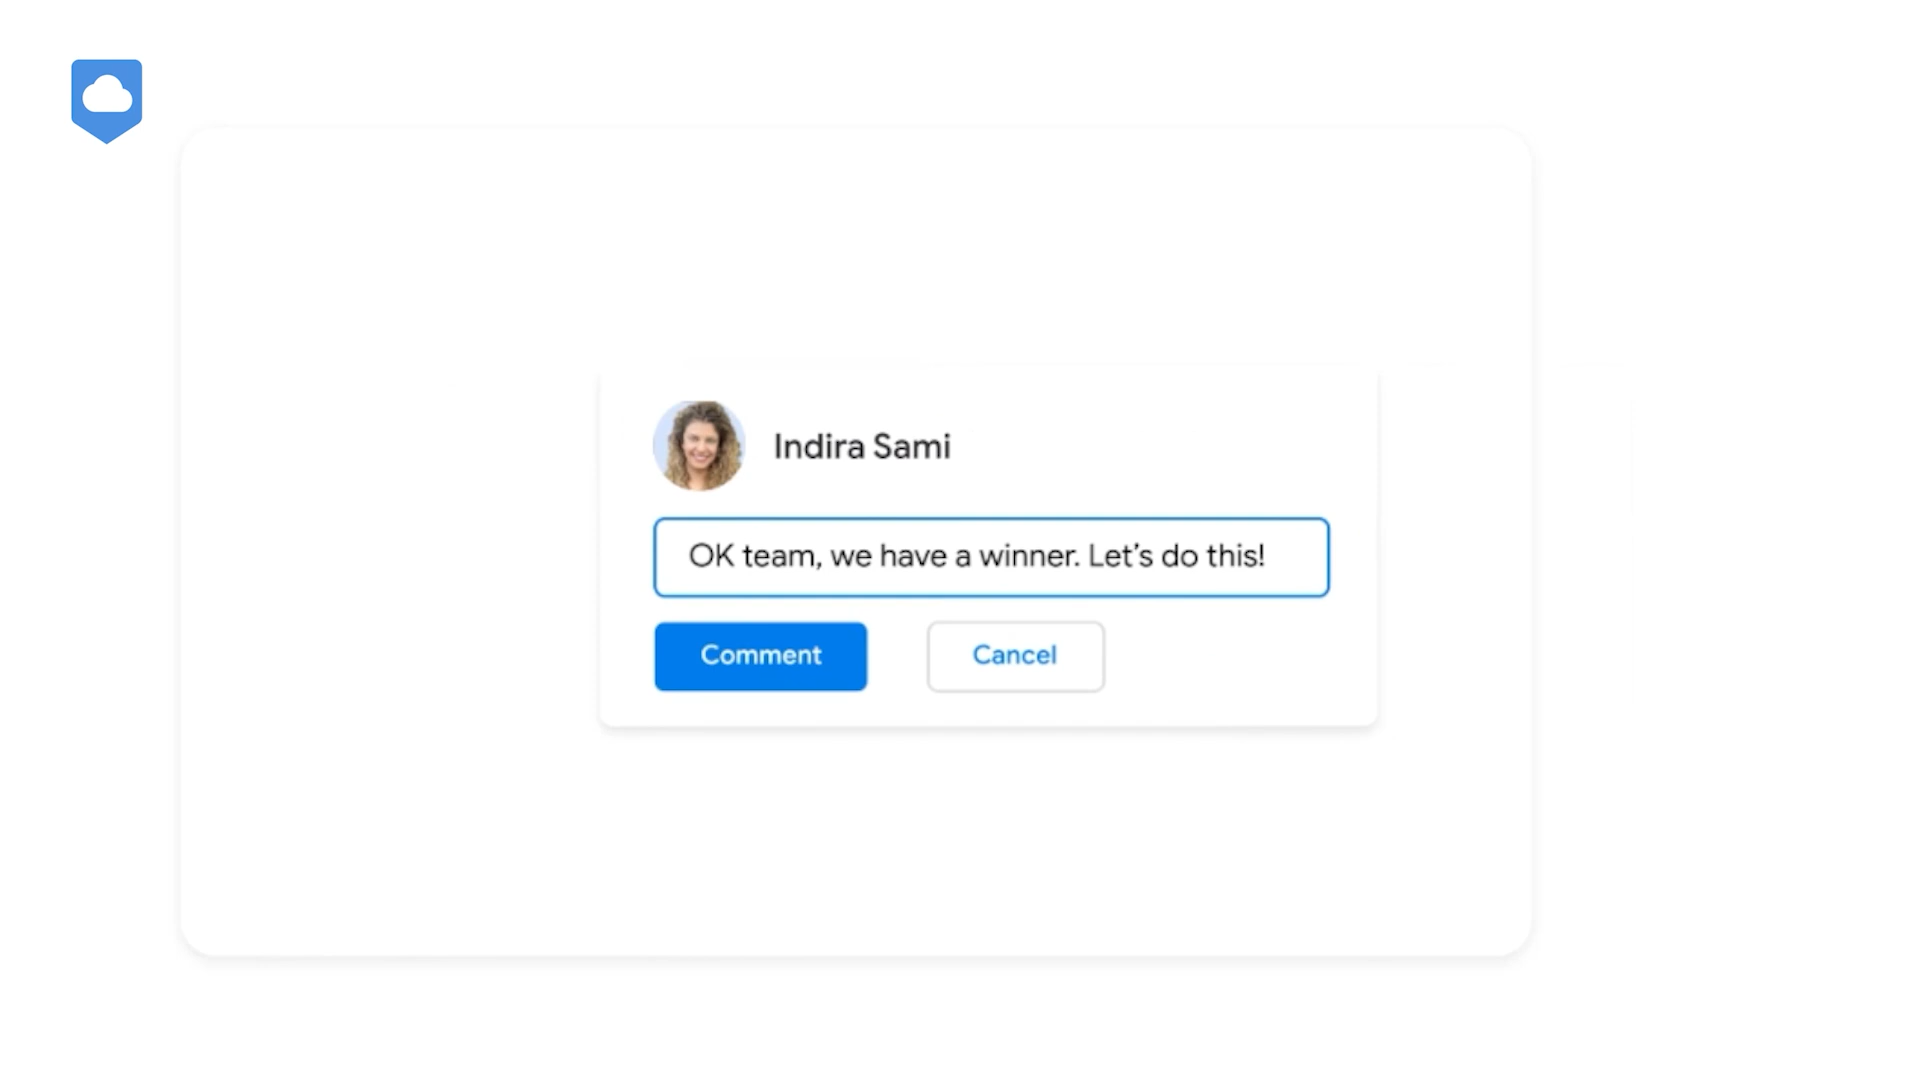 Indira Sami
OK team, we have a winner. Let’s do this!
Comment
Cancel